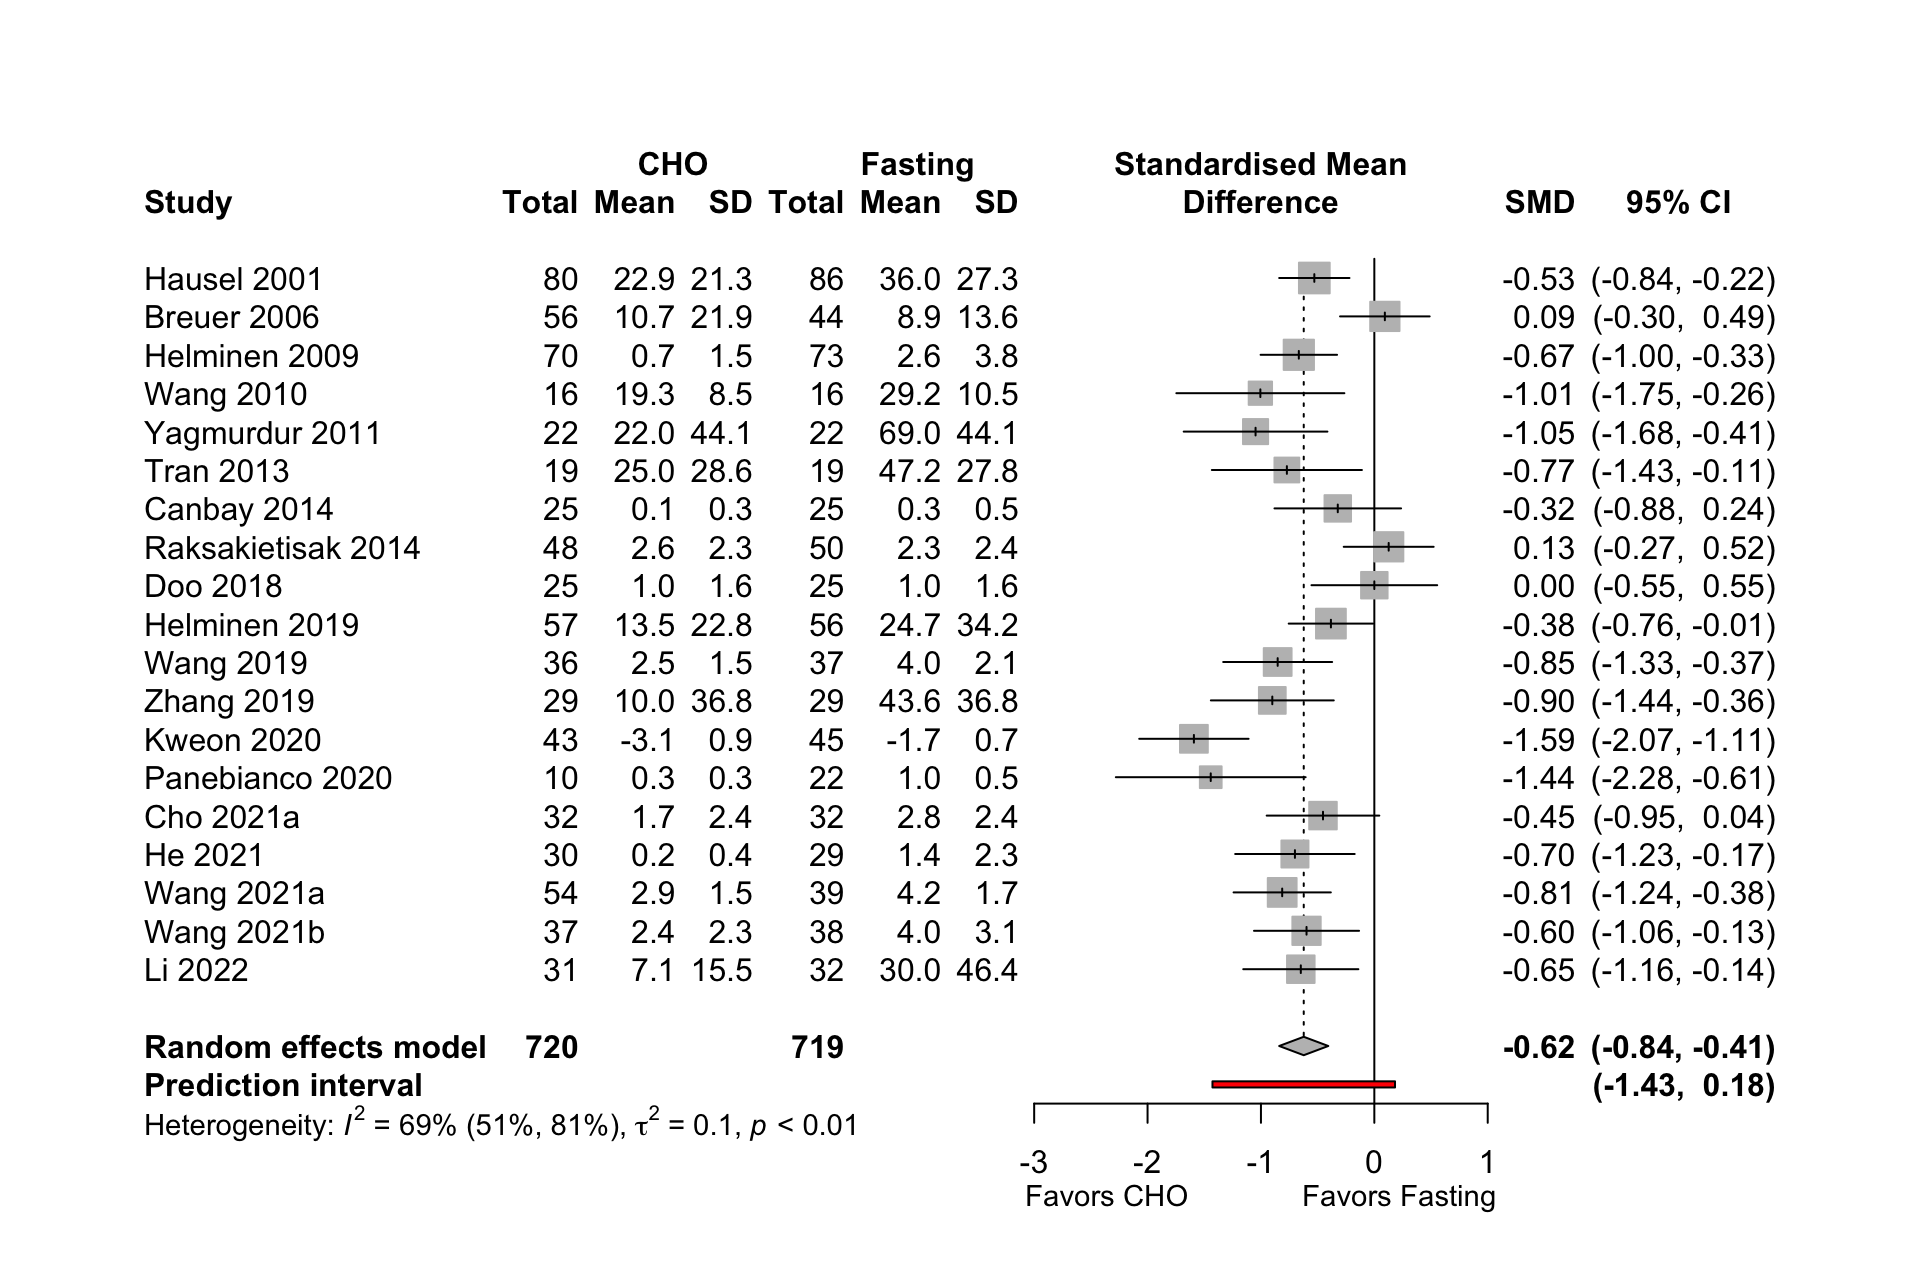 CHO Fasting Standardised Mean
Study Total Mean SD Total Mean SD Difference SMD 95% CI
Hausel 2001 80 22.9 21.3 86 36.0 27.3 -0.53 (-0.84, -0.22)
Breuer 2006 56 10.7 21.9 44 8.9 13.6 0.09 (-0.30, 0.49)
Helminen 2009 70 0.7 1.5 73 2.6 3.8 -0.67 (-1.00, -0.33)
Wang 2010 16 19.3 8.5 16 29.2 10.5 -1.01 (-1.75, -0.26)
Yagmurdur 2011 22 22.0 44.1 22 69.0 44.1 -1.05 (-1.68, -0.41)
Tran 2013 19 25.0 28.6 19 47.2 27.8 -0.77 (-1.43, -0.11)
Canbay 2014 25 0.1 0.3 25 0.3 0.5 -0.32 (-0.88, 0.24)
Raksakietisak 2014 48 2.6 2.3 50 2.3 2.4 0.13 (-0.27, 0.52)
Doo 2018 25 1.0 1.6 25 1.0 1.6 0.00 (-0.55, 0.55)
Helminen 2019 57 13.5 22.8 56 24.7 34.2 -0.38 (-0.76, -0.01)
Wang 2019 36 2.5 1.5 37 4.0 2.1 -0.85 (-1.33, -0.37)
Zhang 2019 29 10.0 36.8 29 43.6 36.8 -0.90 (-1.44, -0.36)
Kweon 2020 43 -3.1 0.9 45 -1.7 0.7 -1.59 (-2.07, -1.11)
Panebianco 2020 10 0.3 0.3 22 1.0 0.5 -1.44 (-2.28, -0.61)
Cho 2021a 32 1.7 2.4 32 2.8 2.4 -0.45 (-0.95, 0.04)
He 2021 30 0.2 0.4 29 1.4 2.3 -0.70 (-1.23, -0.17)
Wang 2021a 54 2.9 1.5 39 4.2 1.7 -0.81 (-1.24, -0.38)
Wang 2021b 37 2.4 2.3 38 4.0 3.1 -0.60 (-1.06, -0.13)
Li 2022 31 7.1 15.5 32 30.0 46.4 -0.65 (-1.16, -0.14)
Random effects model 720 719 -0.62 (-0.84, -0.41)
Prediction interval (-1.43, 0.18)
Heterogeneity: I² = 69% (51%, 81%), τ² = 0.1, p < 0.01
-3 -2 -1 0 1
Favors CHO Favors Fasting